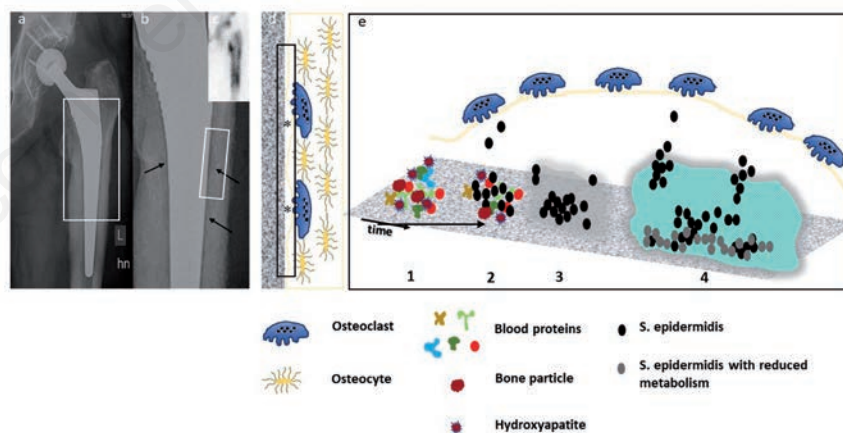 a b c d e
L
hn
*
*
time
1 2 3 4
Osteoclast
Blood proteins
S. epidermidis
Osteocyte
Bone particle
S. epidermidis with reduced
metabolism
Hydroxyapatite